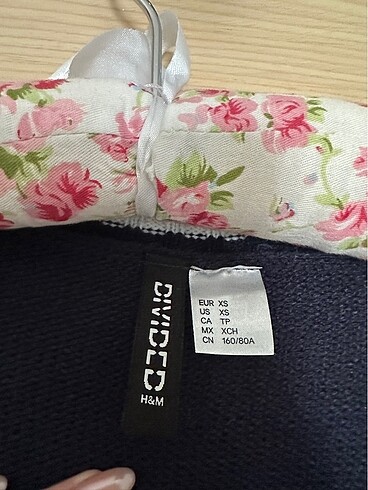 DIVIDED
H&M
EUR XS
US XS
CA TP
MX XCH
CN 160/80A